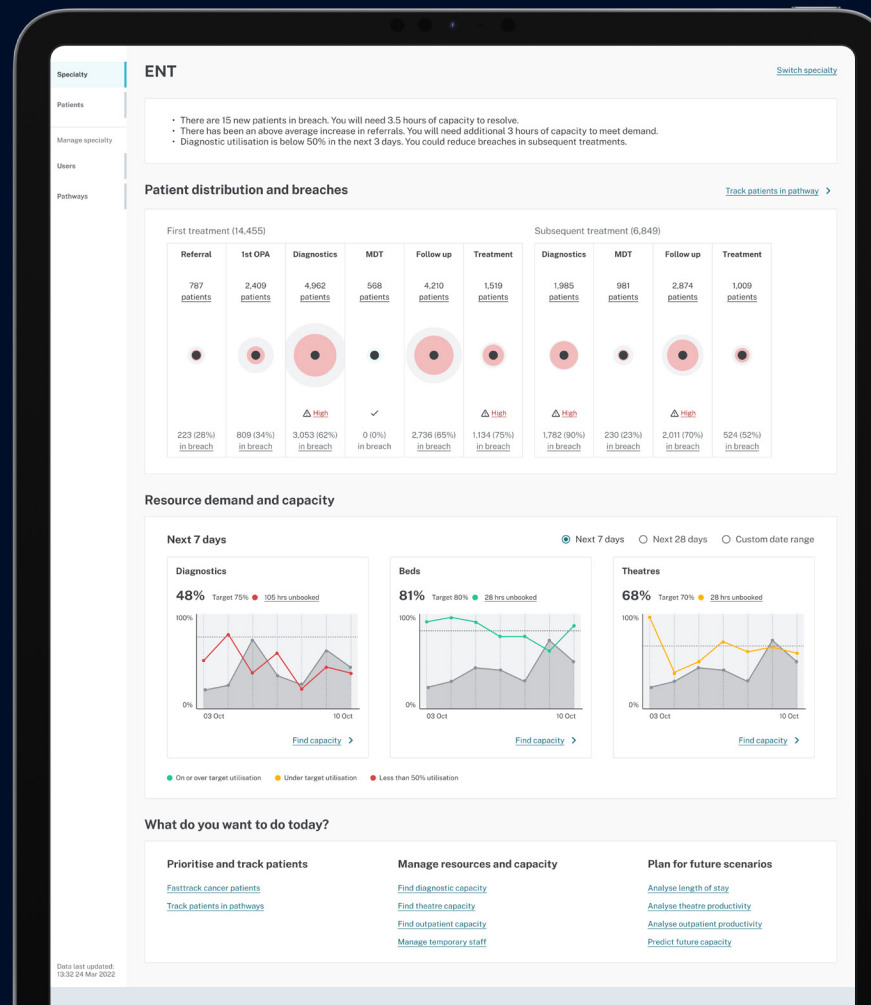 Specialty
Patients
Manage specialty
Users
Pathways
ENT
Switch specialty
• There are 15 new patients in breach. You will need 3.5 hours of capacity to resolve.
• There has been an above average increase in referrals. You will need additional 3 hours of capacity to meet demand.
• Diagnostic utilisation is below 50% in the next 3 days. You could reduce breaches in subsequent treatments.
Patient distribution and breaches
Track patients in pathway >
First treatment (14,455)
Subsequent treatment (6,849)
Referral 1st OPA Diagnostics MDT Follow up Treatment Diagnostics MDT Follow up Treatment
787 2,409 4,962 568 4,210 1,519 1,985 981 2,874 1,009
patients patients patients patients patients patients patients patients patients patients
High High High High
223 (28%) 809 (34%) 3,053 (62%) 0 (0%) 2,736 (65%) 1,134 (75%) 1,782 (90%) 230 (23%) 2,011 (70%) 524 (52%)
in breach in breach in breach in breach in breach in breach in breach in breach in breach in breach
Resource demand and capacity
Next 7 days
Next 7 days Next 28 days Custom date range
Diagnostics
48% Target 75% 105 hrs unbooked
100%
0%
03 Oct 10 Oct
Find capacity >
Beds
81% Target 80% 28 hrs unbooked
100%
0%
03 Oct 10 Oct
Find capacity >
Theatres
68% Target 70% 28 hrs unbooked
100%
0%
03 Oct 10 Oct
Find capacity >
On or over target utilisation Under target utilisation Less than 50% utilisation
What do you want to do today?
Prioritise and track patients
Fasttrack cancer patients
Track patients in pathways
Manage resources and capacity
Find diagnostic capacity
Find theatre capacity
Find outpatient capacity
Manage temporary staff
Plan for future scenarios
Analyse length of stay
Analyse theatre productivity
Analyse outpatient productivity
Predict future capacity
Data last updated:
13:32 24 Mar 2022